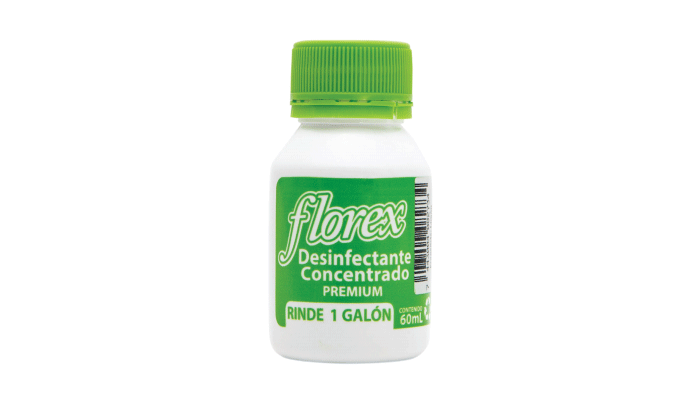 florex
Desinfectante
Concentrado
PREMIUM
RINDE 1 GALÓN
CONTENIDO
60mL